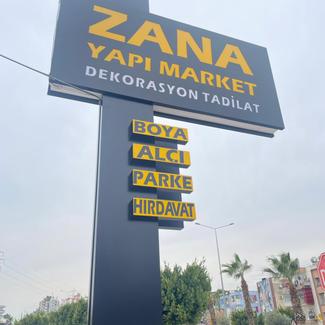 ZANA
YAPI MARKET
DEKORASYON TADİLAT
BOYA
ALÇI
PARKE
HIRDAVAT